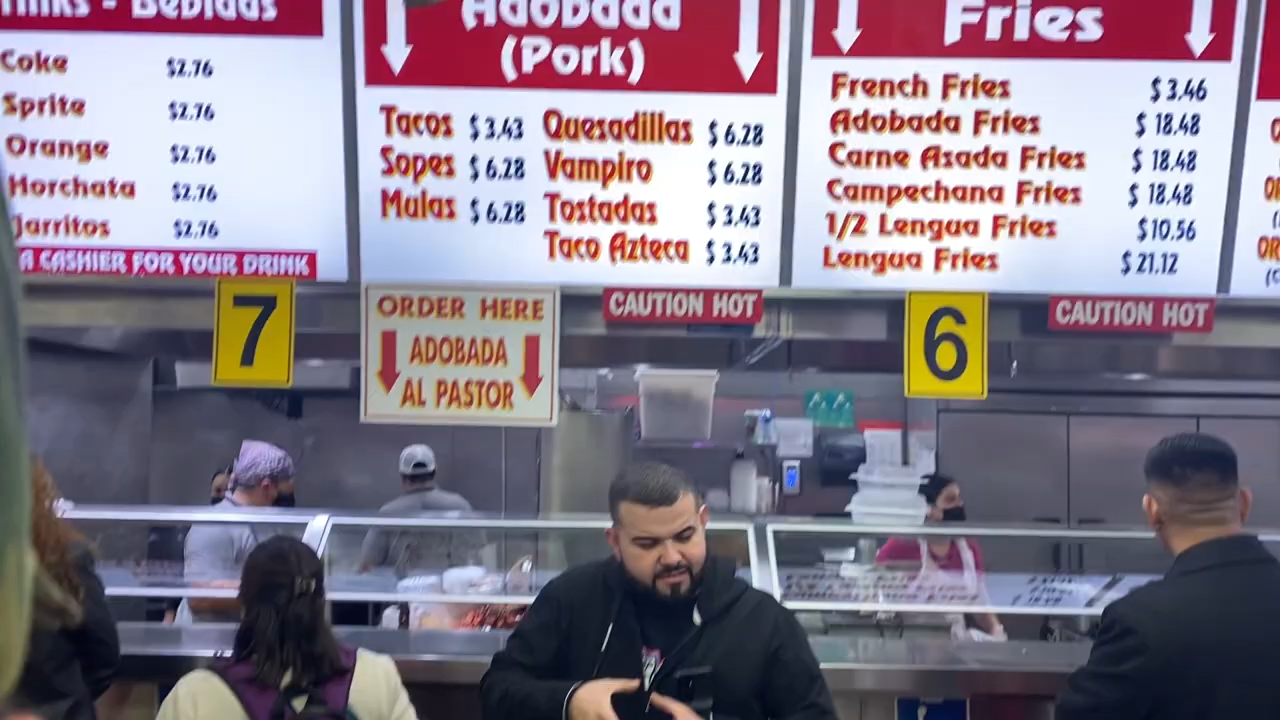 Drinks - Bebidas
Coke $2.76
Sprite $2.76
Orange $2.76
Horchata $2.76
Jarritos $2.76
A CASHIER FOR YOUR DRINK
Adobada
(Pork)
Tacos $3.43 Quesadillas $6.28
Sopes $6.28 Vampiro $6.28
Mulas $6.28 Tostadas $3.43
Taco Azteca $3.43
Fries
French Fries $3.46
Adobada Fries $18.48
Carne Asada Fries $18.48
Campechana Fries $18.48
1/2 Lengua Fries $10.56
Lengua Fries $21.12
7
ORDER HERE
ADOBADA
AL PASTOR
CAUTION HOT
6
CAUTION HOT